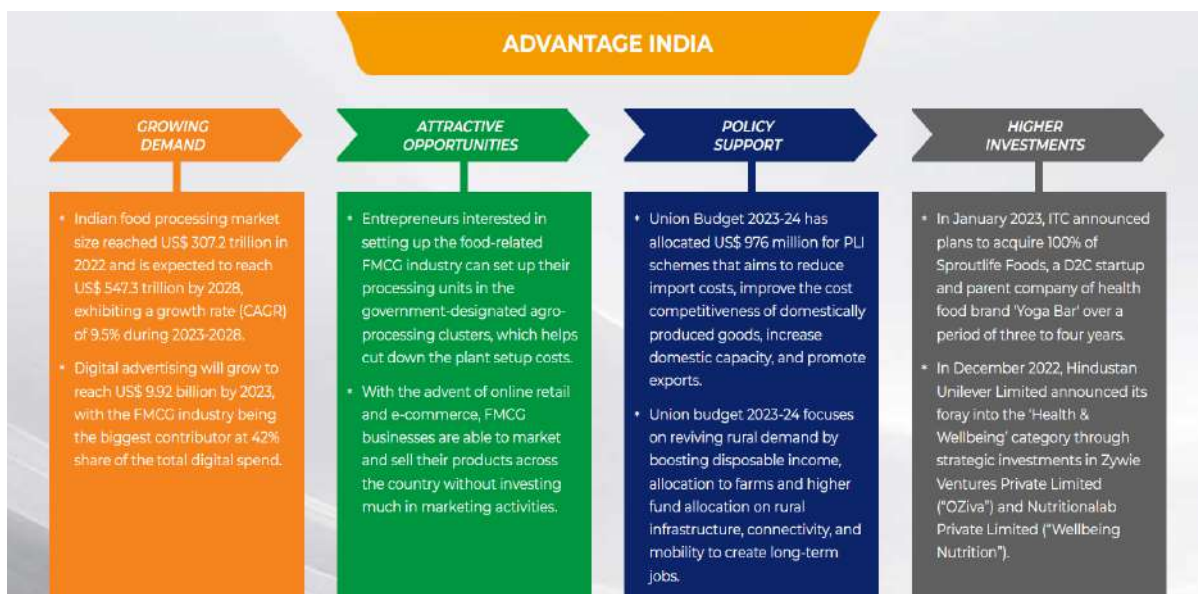 ADVANTAGE INDIA
GROWING
DEMAND
• Indian food processing market
size reached US$ 307.2 trillion in
2022 and is expected to reach
US$ 547.3 trillion by 2028,
exhibiting a growth rate (CAGR)
of 9.5% during 2023-2028.
• Digital advertising will grow to
reach US$ 9.92 billion by 2023,
with the FMCG industry being
the biggest contributor at 42%
share of the total digital spend.
ATTRACTIVE
OPPORTUNITIES
• Entrepreneurs interested in
setting up the food-related
FMCG industry can set up their
processing units in the
government-designated agro-
processing clusters, which helps
cut down the plant setup costs.
• With the advent of online retail
and e-commerce, FMCG
businesses are able to market
and sell their products across
the country without investing
much in marketing activities.
POLICY
SUPPORT
• Union Budget 2023-24 has
allocated US$ 976 million for PLI
schemes that aims to reduce
import costs, improve the cost
competitiveness of domestically
produced goods, increase
domestic capacity, and promote
exports.
• Union budget 2023-24 focuses
on reviving rural demand by
boosting disposable income,
allocation to farms and higher
fund allocation on rural
infrastructure, connectivity, and
mobility to create long-term
jobs.
HIGHER
INVESTMENTS
• In January 2023, ITC announced
plans to acquire 100% of
Sproutlife Foods, a D2C startup
and parent company of health
food brand 'Yoga Bar' over a
period of three to four years.
• In December 2022, Hindustan
Unilever Limited announced its
foray into the 'Health &
Wellbeing' category through
strategic investments in Zywie
Ventures Private Limited
("OZiva") and Nutritionalab
Private Limited ("Wellbeing
Nutrition").